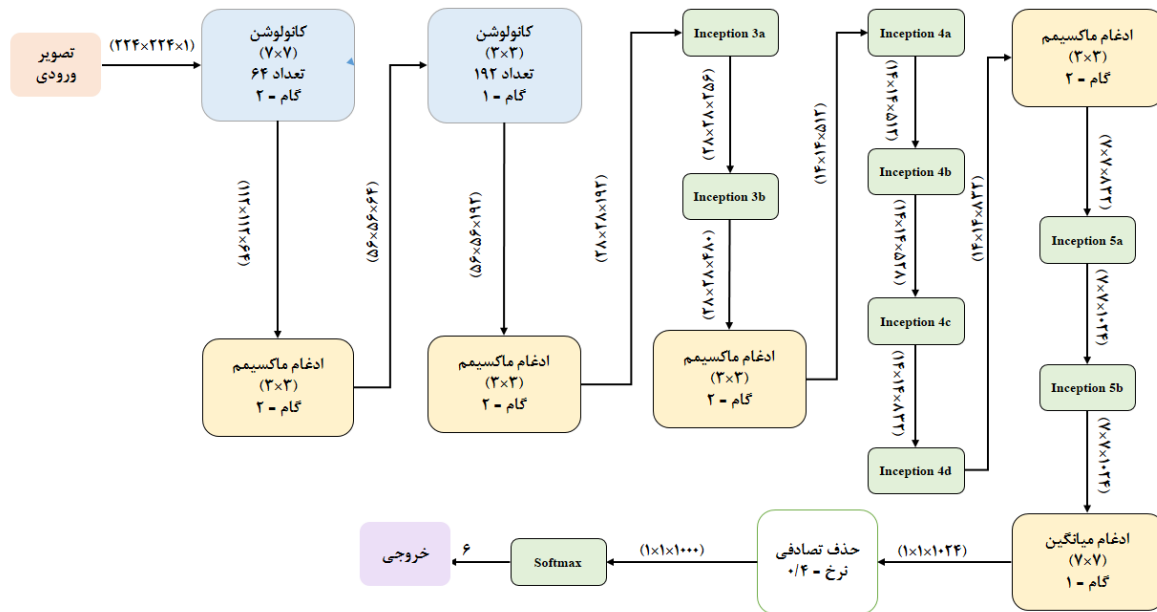 تصویر
ورودی
(۲۲۴×۲۲۴×۱)
کانولوشن
(۷×۷)
تعداد ۶۴
گام = ۲
(۱۱۲×۱۱۲×۶۴)
ادغام ماکسیمم
(۳×۳)
گام = ۲
(۵۶×۵۶×۶۴)
کانولوشن
(۳×۳)
تعداد ۱۹۲
گام = ۱
(۵۶×۵۶×۱۹۲)
ادغام ماکسیمم
(۳×۳)
گام = ۲
(۲۸×۲۸×۱۹۲)
Inception 3a
(۲۸×۲۸×۲۵۶)
Inception 3b
(۲۸×۲۸×۴۸۰)
ادغام ماکسیمم
(۳×۳)
گام = ۲
(۱۴×۱۴×۵۱۲)
Inception 4a
(۱۴×۱۴×۵۱۲)
Inception 4b
(۱۴×۱۴×۵۲۸)
Inception 4c
(۱۴×۱۴×۸۳۲)
Inception 4d
(۱۴×۱۴×۸۳۲)
ادغام ماکسیمم
(۳×۳)
گام = ۲
(۷×۷×۸۳۲)
Inception 5a
(۷×۷×۱۰۲۴)
Inception 5b
(۷×۷×۱۰۲۴)
ادغام میانگین
(۷×۷)
گام = ۱
(۱×۱×۱۰۲۴)
حذف تصادفی
نرخ = ۰/۴
(۱×۱×۱۰۰۰)
Softmax
۶
خروجی